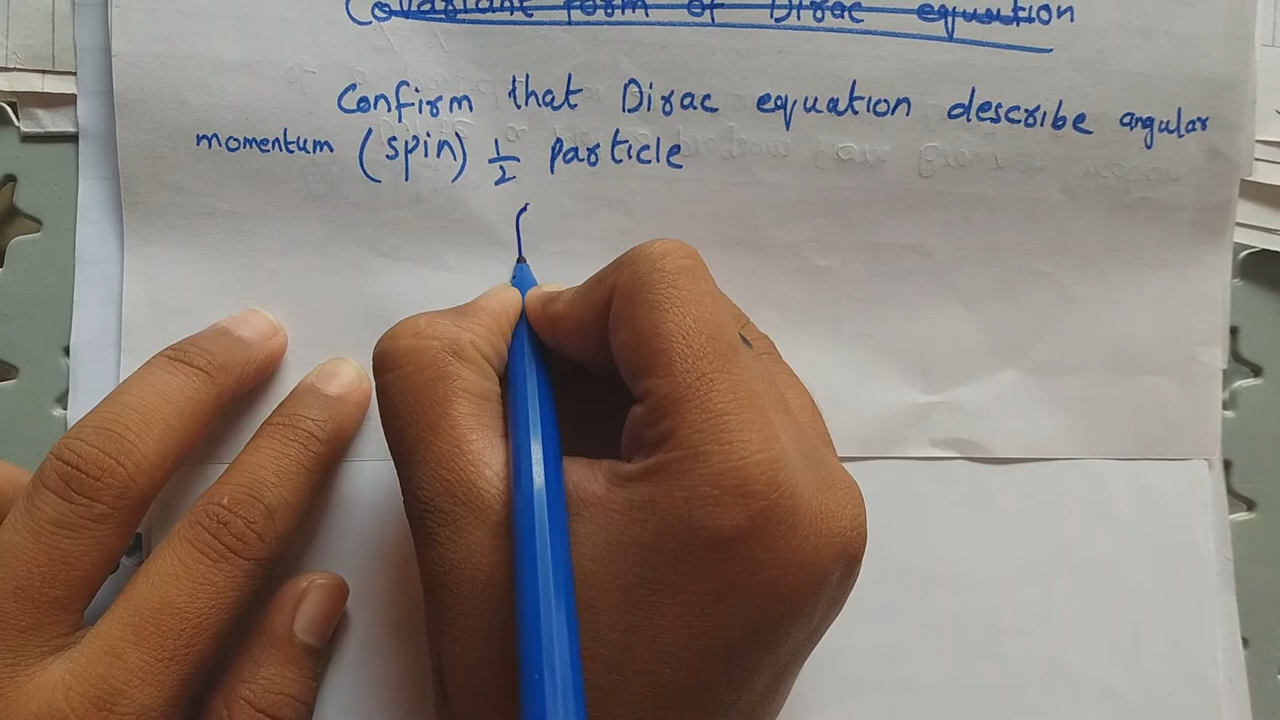 Covariant form of Dirac equation
Confirm that Dirac equation describe angular
momentum (spin) 1/2 particle
(